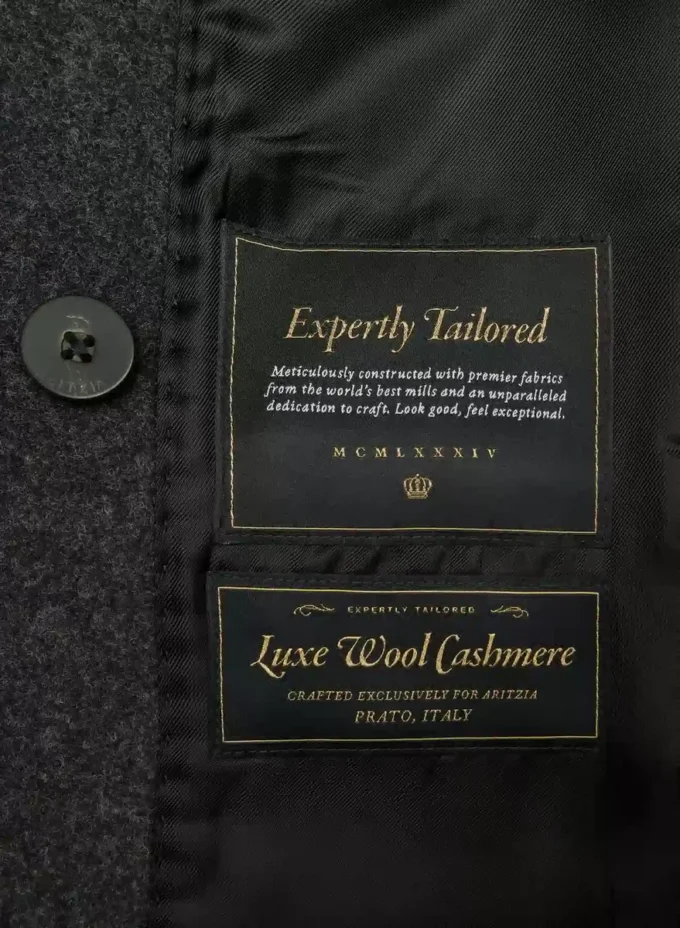 Expertly Tailored
Meticulously constructed with premier fabrics
from the world's best mills and an unparalleled
dedication to craft. Look good, feel exceptional.
MCMLXXXIV
EXPERTLY TAILORED
Luxe Wool Cashmere
CRAFTED EXCLUSIVELY FOR ARITZIA
PRATO, ITALY